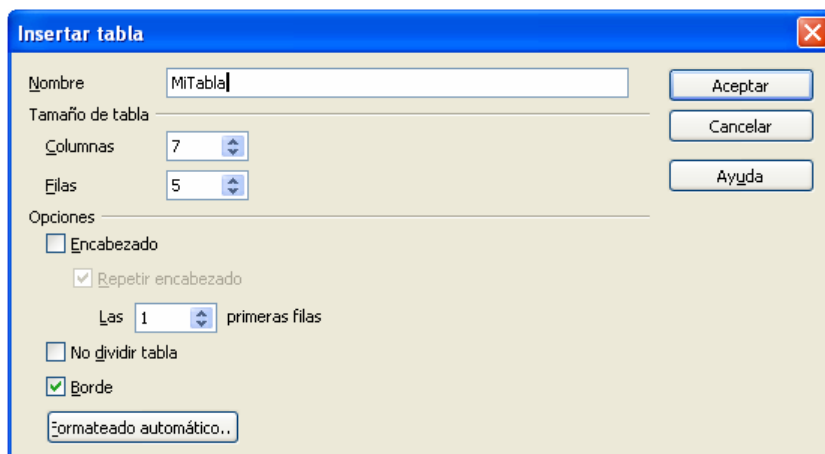 Insertar tabla
Nombre MiTabla Aceptar
Tamaño de tabla Cancelar
Columnas 7
Filas 5 Ayuda
Opciones
Encabezado
Repetir encabezado
Las 1 primeras filas
No dividir tabla
Borde
Formateado automático..